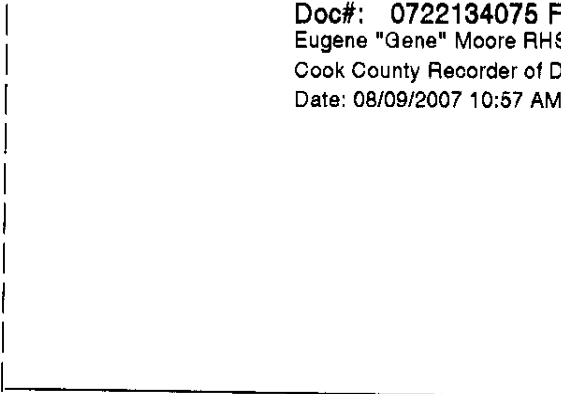 Doc#: 0722134075 F
Eugene "Gene" Moore RHS
Cook County Recorder of D
Date: 08/09/2007 10:57 AM